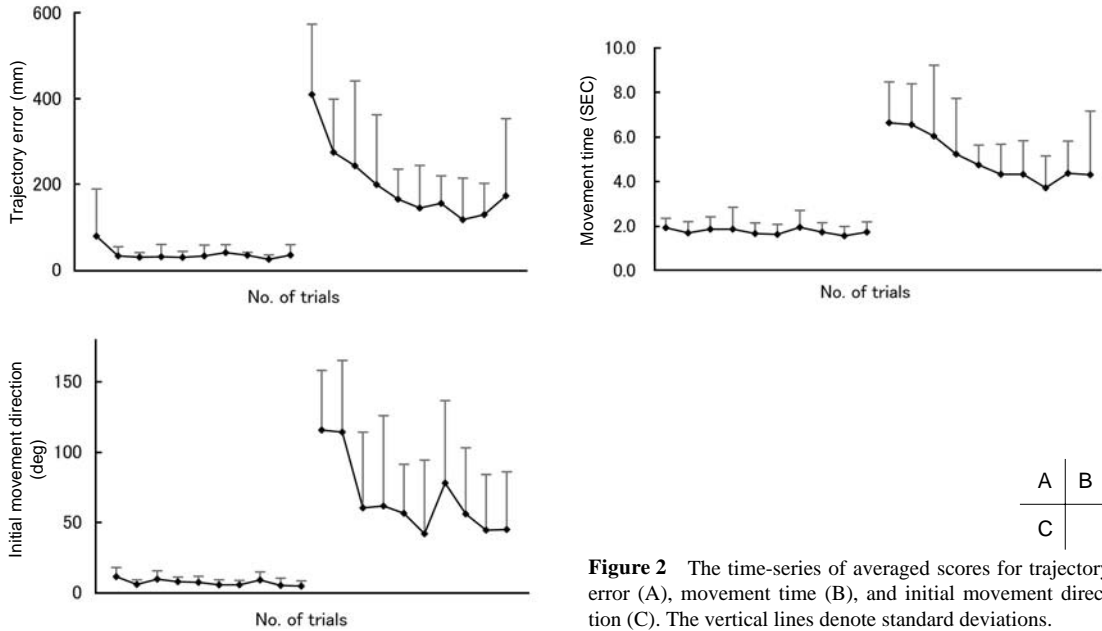 600
400
200
0
Trajectory error (mm)
No. of trials
10.0
8.0
6.0
4.0
2.0
0.0
Movement time (SEC)
No. of trials
150
100
50
0
Initial movement direction
(deg)
No. of trials
A B
C
Figure 2 The time-series of averaged scores for trajectory
error (A), movement time (B), and initial movement direc-
tion (C). The vertical lines denote standard deviations.